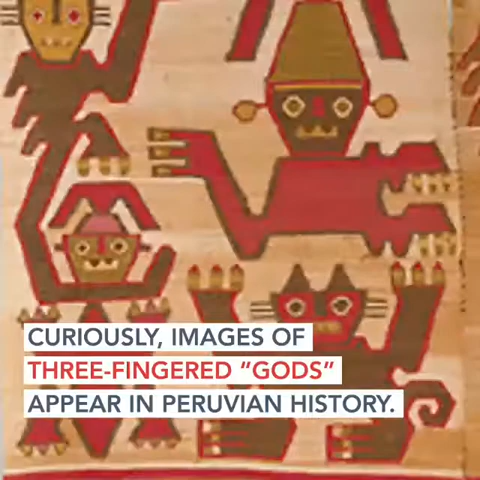 CURIOUSLY, IMAGES OF
THREE-FINGERED “GODS”
APPEAR IN PERUVIAN HISTORY.